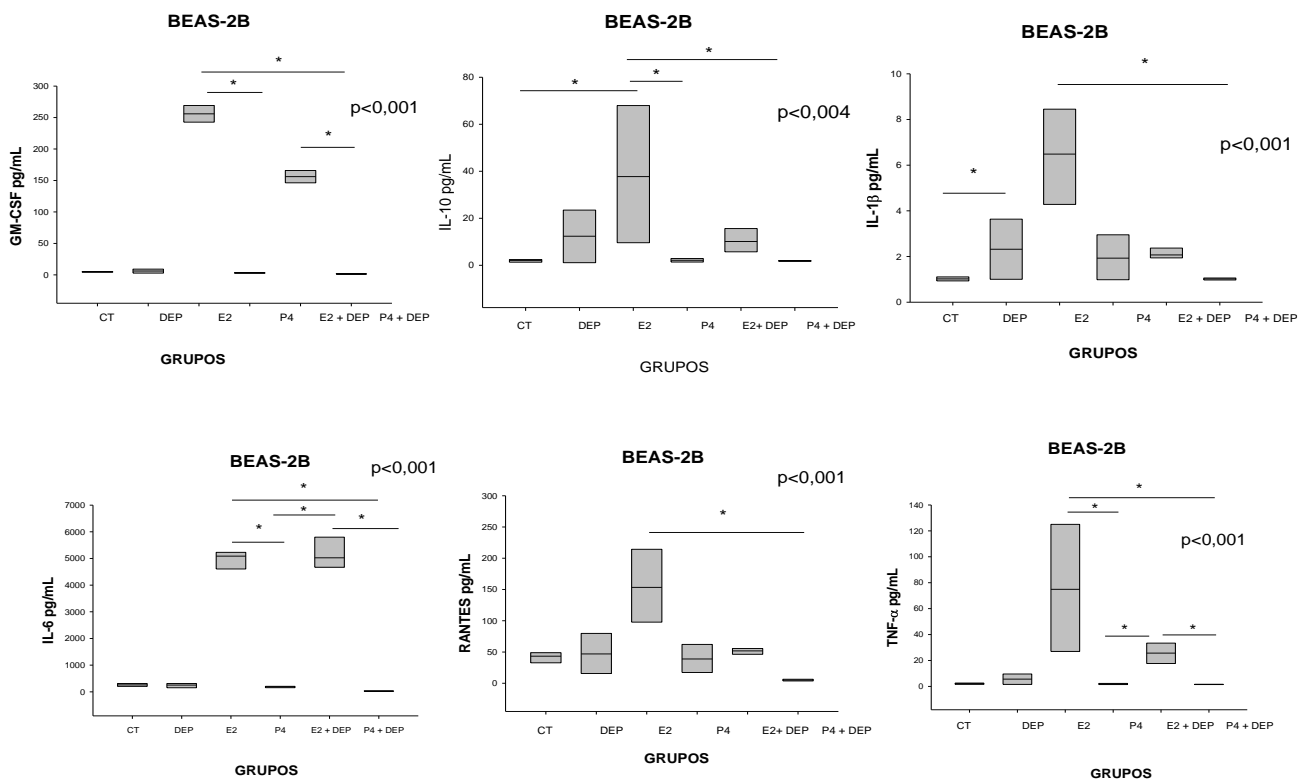 BEAS-2B
*
*
p<0,001
*
300
250
200
150
100
50
0
GM-CSF pg/mL
CT DEP E2 P4 E2 + DEP P4 + DEP
GRUPOS
BEAS-2B
*
*
*
p<0,004
80
60
40
20
0
IL-10 pg/mL
CT DEP E2 P4 E2+ DEP P4 + DEP
GRUPOS
BEAS-2B
*
p<0,001
*
10
8
6
4
2
0
IL-1β pg/mL
CT DEP E2 P4 E2 + DEP P4 + DEP
GRUPOS
BEAS-2B
p<0,001
*
*
*
*
7000
6000
5000
4000
3000
2000
1000
0
IL-6 pg/mL
CT DEP E2 P4 E2 + DEP P4 + DEP
GRUPOS
BEAS-2B
p<0,001
*
300
250
200
150
100
50
0
RANTES pg/mL
CT DEP E2 P4 E2+ DEP P4 + DEP
GRUPOS
BEAS-2B
*
*
p<0,001
*
*
140
120
100
80
60
40
20
0
TNF-α pg/mL
CT DEP E2 P4 E2 + DEP P4 + DEP
GRUPOS